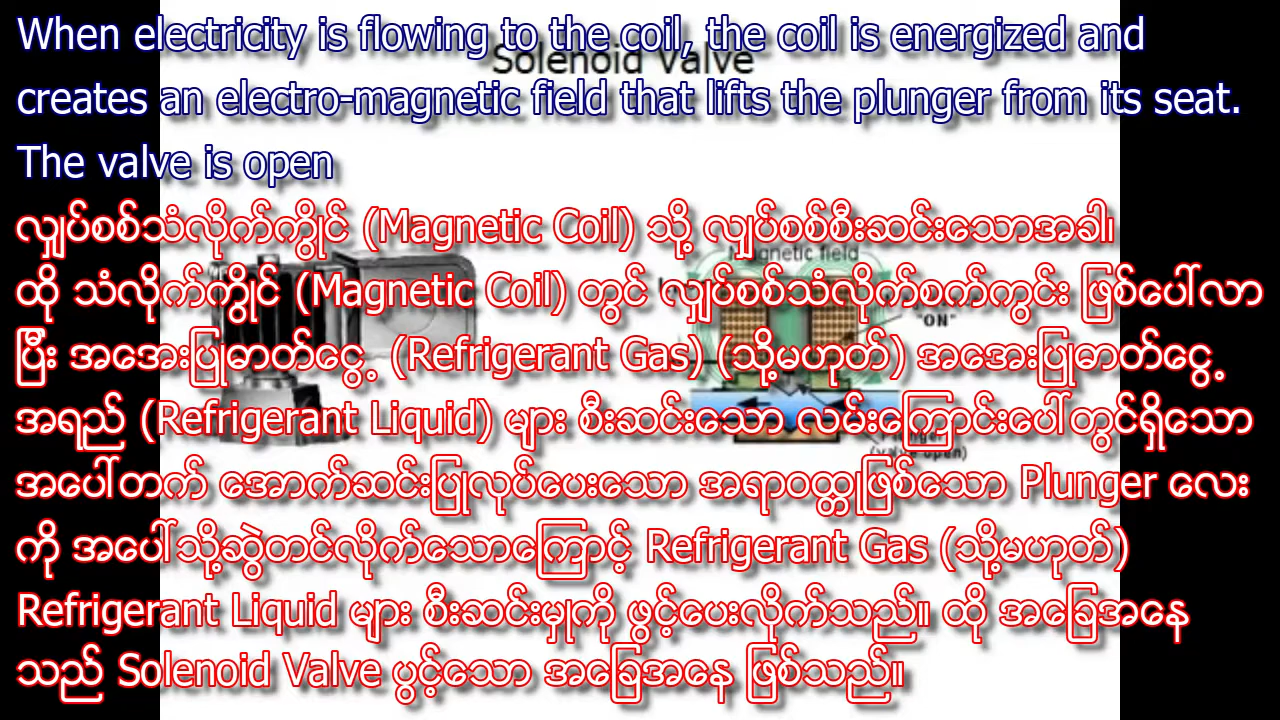 When electricity is flowing to the coil, the coil is energized and
Solenoid Valve
creates an electro-magnetic field that lifts the plunger from its seat.
The valve is open
လျှပ်စစ်သံလိုက်ကွိုင် (Magnetic Coil) သို့ လျှပ်စစ်စီးဆင်းသောအခါ၊
Magnetic field
ထို သံလိုက်ကွိုင် (Magnetic Coil) တွင် လျှပ်စစ်သံလိုက်စက်ကွင်း ဖြစ်ပေါ်လာ
"ON"
ပြီး အအေးပြုဓာတ်ငွေ့ (Refrigerant Gas) (သို့မဟုတ်) အအေးပြုဓာတ်ငွေ့
အရည် (Refrigerant Liquid) များ စီးဆင်းသော လမ်းကြောင်းပေါ်တွင်ရှိသော
(valve open)
အပေါ်တက် အောက်ဆင်းပြုလုပ်ပေးသော အရာဝထ္ထုဖြစ်သော Plunger လေး
ကို အပေါ်သို့ဆွဲတင်လိုက်သောကြောင့် Refrigerant Gas (သို့မဟုတ်)
Refrigerant Liquid များ စီးဆင်းမှုကို ဖွင့်ပေးလိုက်သည်။ ထို အခြေအနေ
သည် Solenoid Valve ပွင့်သော အခြေအနေ ဖြစ်သည်။